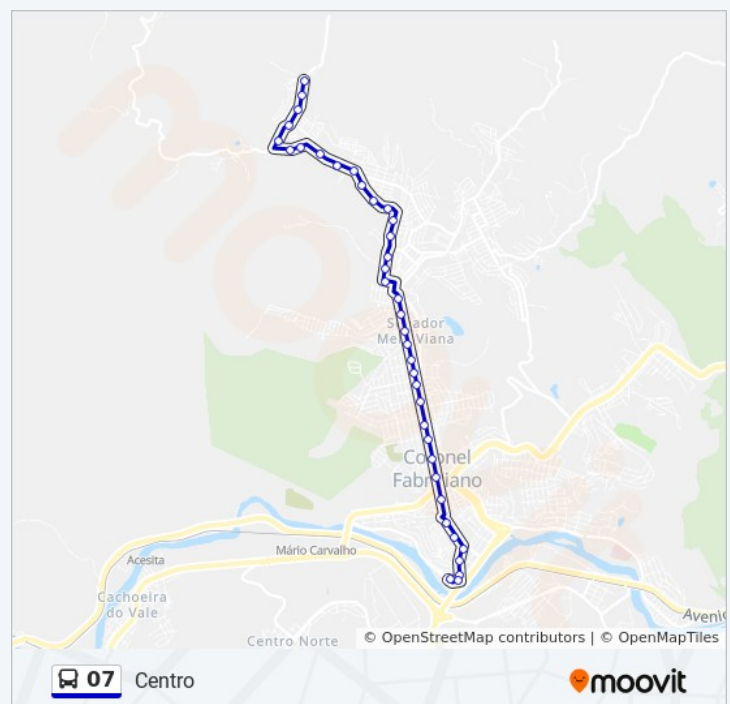 Senador
Melo Viana
Coronel
Fabriciano
Mário Carvalho
Acesita
Cachoeira
do Vale
Centro Norte
Aveni
© OpenStreetMap contributors | © OpenMapTiles
07 Centro
moovit